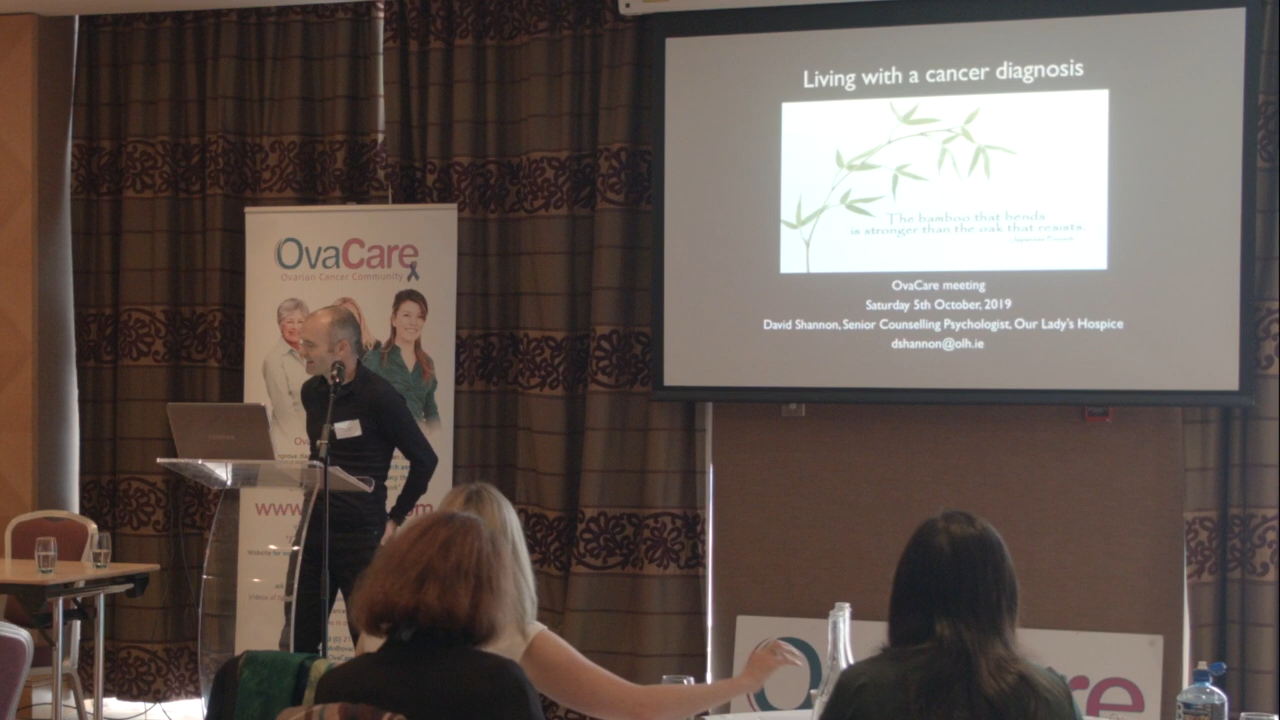 Living with a cancer diagnosis
The bamboo that bends
is stronger than the oak that resists.
OvaCare meeting
Saturday 5th October, 2019
David Shannon, Senior Counselling Psychologist, Our Lady's Hospice
dshannon@olh.ie
OvaCare
Ovarian Cancer Community
www.